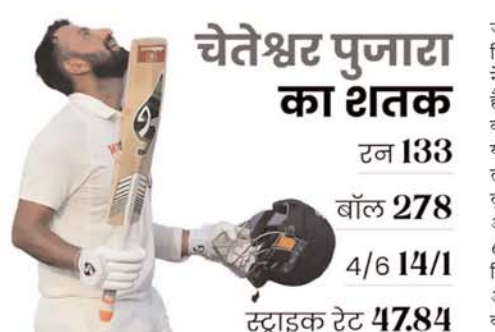 चेतेश्वर पुजारा
का शतक
रन 133
बॉल 278
4/6 14/1
स्ट्राइक रेट 47.84